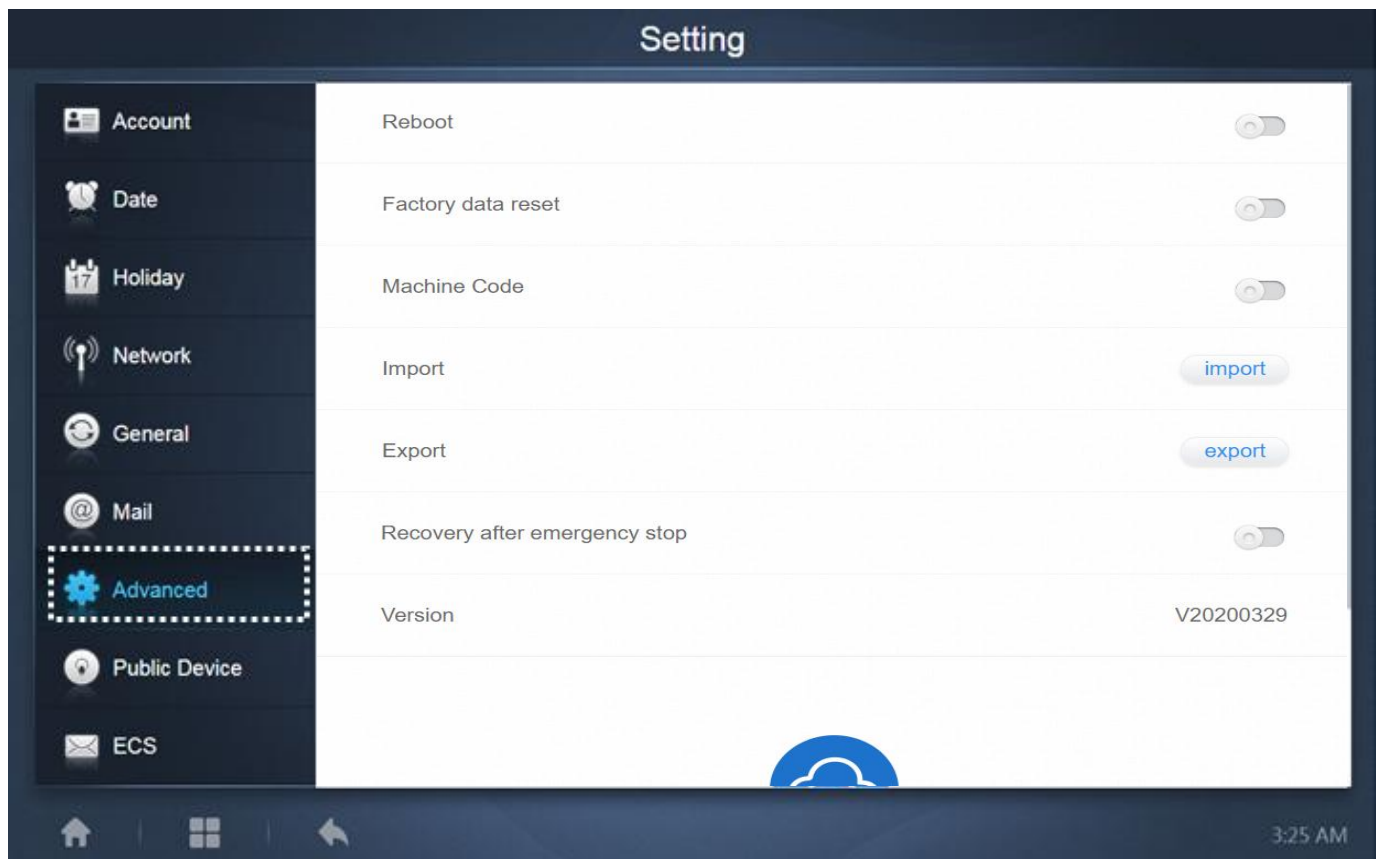 Setting
Account
Date
17
Holiday
Network
General
@
Mail
Advanced
Public Device
ECS
Reboot
Factory data reset
Machine Code
Import import
Export export
Recovery after emergency stop
Version V20200329
3:25 AM